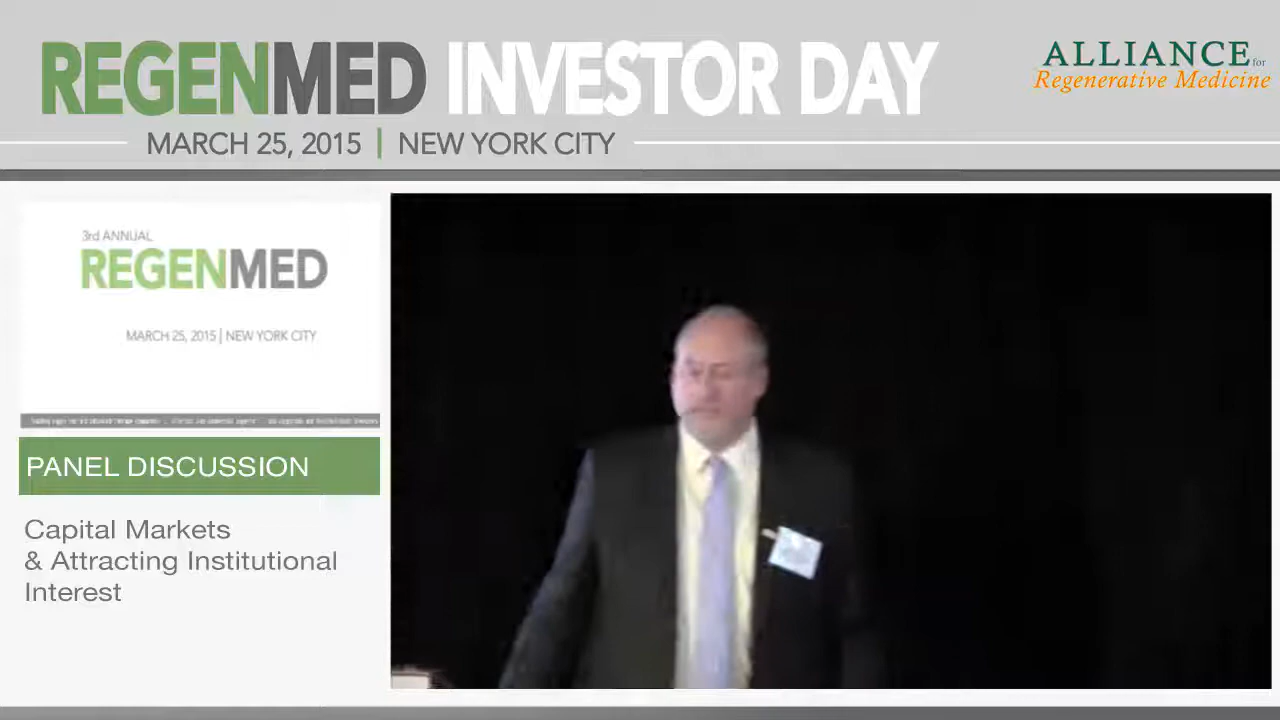 REGENMED INVESTOR DAY
MARCH 25, 2015 | NEW YORK CITY
ALLIANCE for
Regenerative Medicine
3rd ANNUAL
REGENMED
MARCH 25, 2015 | NEW YORK CITY
PANEL DISCUSSION
Capital Markets
& Attracting Institutional
Interest